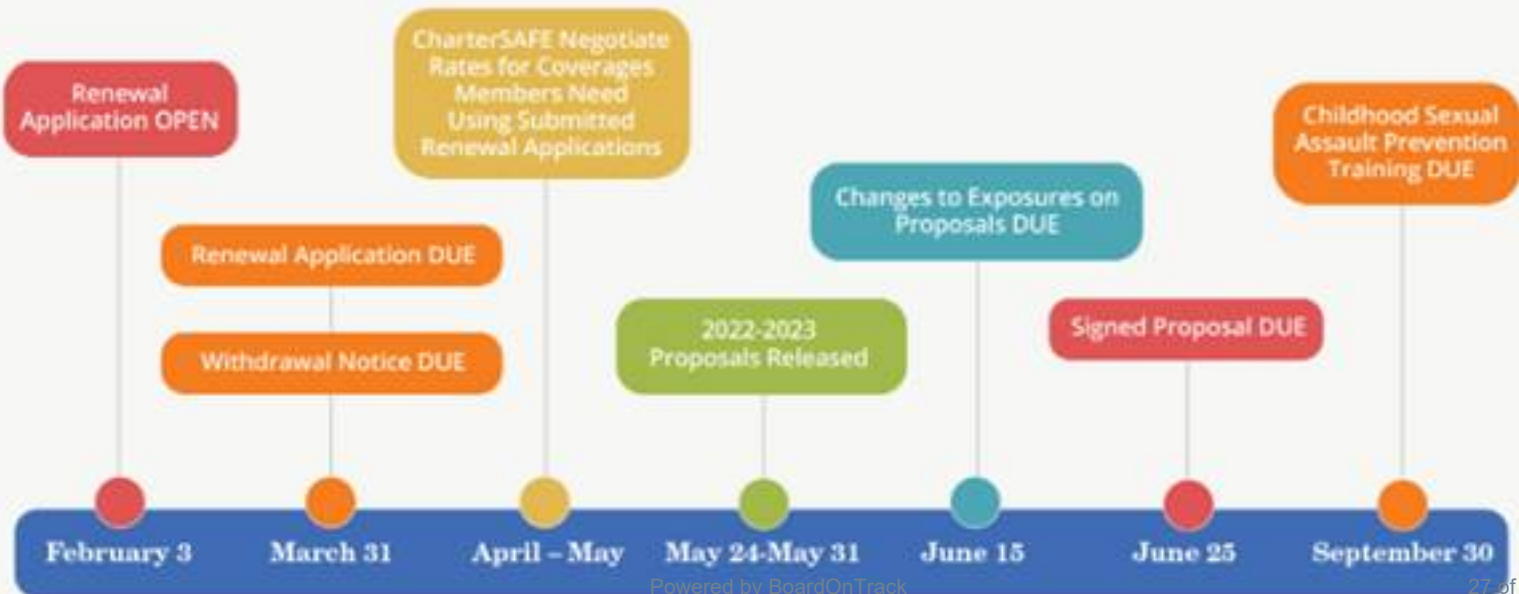 Renewal
Application OPEN
Renewal Application DUE
Withdrawal Notice DUE
CharterSAFE Negotiate
Rates for Coverages
Members Need
Using Submitted
Renewal Applications
2022-2023
Proposals Released
Changes to Exposures on
Proposals DUE
Signed Proposal DUE
Childhood Sexual
Assault Prevention
Training DUE
February 3
March 31
April – May
May 24-May 31
June 15
June 25
September 30
Powered by BoardOnTrack
27 of